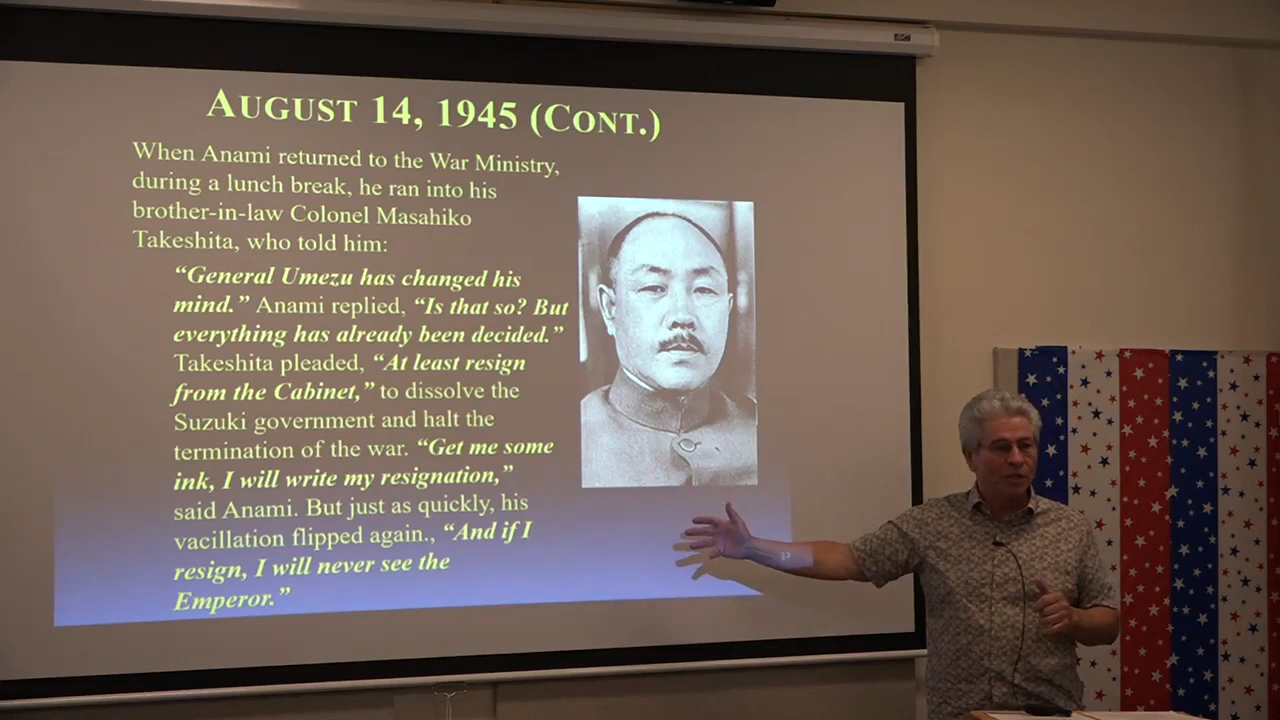 AUGUST 14, 1945 (CONT.)
When Anami returned to the War Ministry,
during a lunch break, he ran into his
brother-in-law Colonel Masahiko
Takeshita, who told him:
“General Umezu has changed his
mind.” Anami replied, “Is that so? But
everything has already been decided.”
Takeshita pleaded, “At least resign
from the Cabinet,” to dissolve the
Suzuki government and halt the
termination of the war. “Get me some
ink, I will write my resignation,”
said Anami. But just as quickly, his
vacillation flipped again., “And if I
resign, I will never see the
Emperor.”